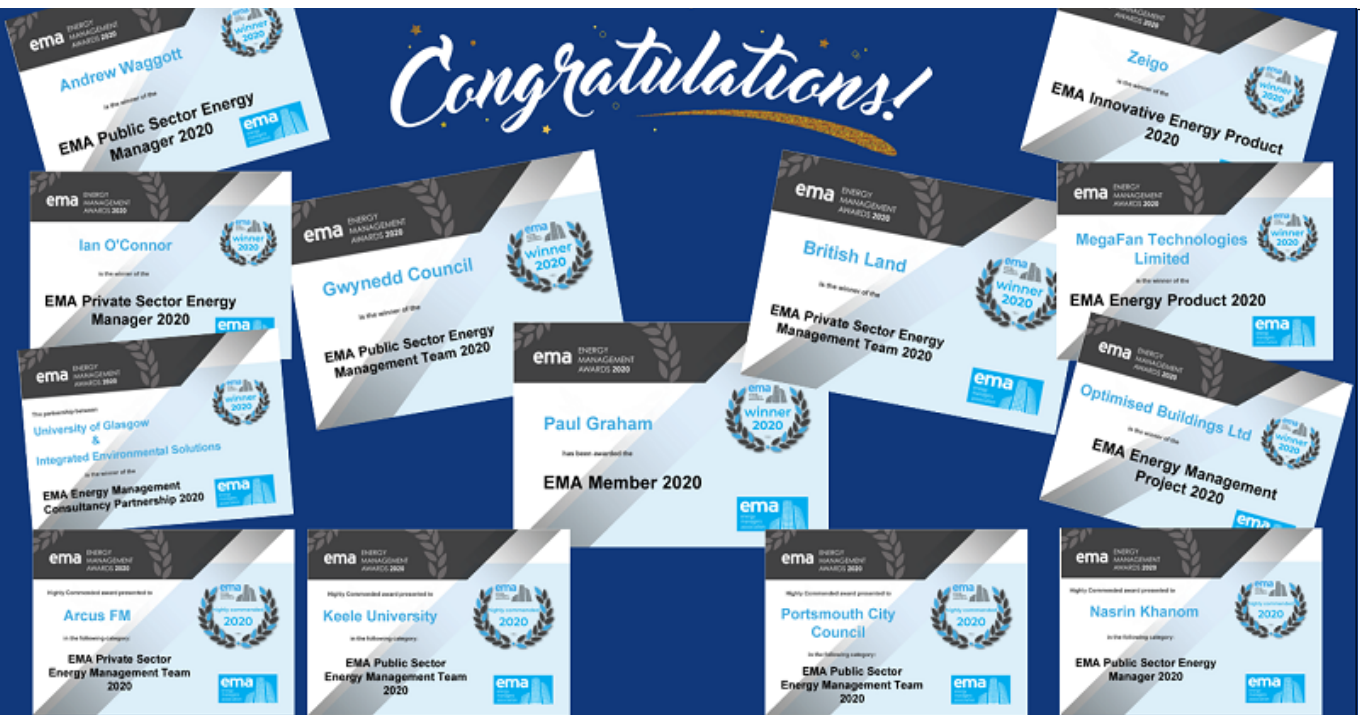 Congratulations!
ema ENERGY
MANAGEMENT
AWARDS 2020
Andrew Waggott
is the winner of the
EMA Public Sector Energy
Manager 2020
winner
2020
ema
ema ENERGY
MANAGEMENT
AWARDS 2020
Ian O'Connor
is the winner of the
EMA Private Sector Energy
Manager 2020
ema
winner
2020
ema
ema ENERGY
MANAGEMENT
AWARDS 2020
The partnership between
University of Glasgow
&
Integrated Environmental Solutions
is the winner of the
EMA Energy Management
Consultancy Partnership 2020
ema
winner
2020
ema
ema ENERGY
MANAGEMENT
AWARDS 2020
Gwynedd Council
is the winner of the
EMA Public Sector Energy
Management Team 2020
ema
winner
2020
ema ENERGY
MANAGEMENT
AWARDS 2020
Paul Graham
has been awarded the
EMA Member 2020
ema
winner
2020
ema
energy
managers
association
ema ENERGY
MANAGEMENT
AWARDS 2020
British Land
is the winner of the
EMA Private Sector Energy
Management Team 2020
ema
winner
2020
ema
energy
managers
association
Zeigo
is the winner of the
EMA Innovative Energy Product
2020
ema
winner
2020
ema ENERGY
MANAGEMENT
AWARDS 2020
MegaFan Technologies
Limited
is the winner of the
EMA Energy Product 2020
ema
winner
2020
ema
ema ENERGY
MANAGEMENT
AWARDS 2020
Optimised Buildings Ltd
is the winner of the
EMA Energy Management
Project 2020
winner
2020
ema
ema ENERGY
MANAGEMENT
AWARDS 2020
Highly Commended award presented to
Arcus FM
in the following category:
EMA Private Sector
Energy Management Team
2020
ema
highly commended
2020
ema
ema ENERGY
MANAGEMENT
AWARDS 2020
Highly Commended award presented to
Keele University
in the following category:
EMA Public Sector
Energy Management Team
2020
ema
highly commended
2020
ema
ema ENERGY
MANAGEMENT
AWARDS 2020
Highly Commended award presented to
Portsmouth City
Council
in the following category:
EMA Public Sector
Energy Management Team
2020
ema
highly commended
2020
ema
ema ENERGY
MANAGEMENT
AWARDS 2020
Highly Commended award presented to
Nasrin Khanom
in the following category:
EMA Public Sector Energy
Manager 2020
ema
highly commended
2020
ema